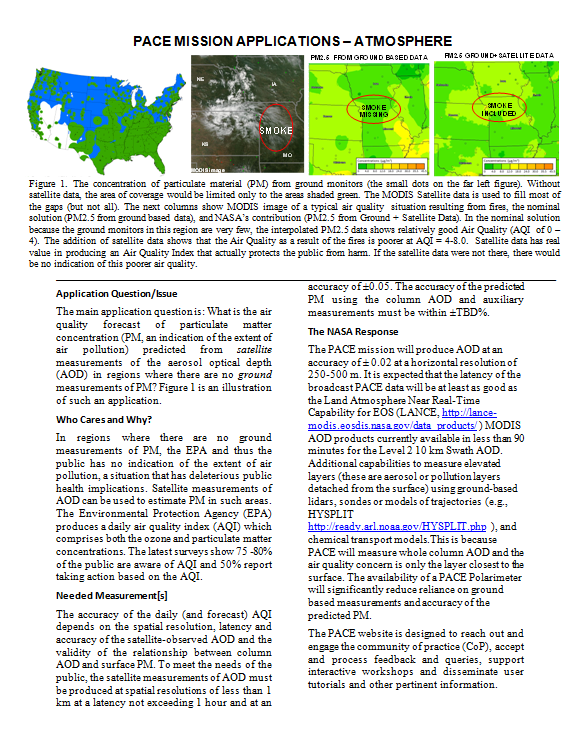 PACE MISSION APPLICATIONS – ATMOSPHERE
PM2.5 FROM GROUND BASED DATA
PM2.5 GROUND+SATELLITE DATA
NE
IA
SMOKE
KS
MO
MODIS image
SMOKE
MISSING
SMOKE
INCLUDED
Figure 1. The concentration of particulate material (PM) from ground monitors (the small dots on the far left figure). Without
satellite data, the area of coverage would be limited only to the areas shaded green. The MODIS Satellite data is used to fill most of
the gaps (but not all). The next columns show MODIS image of a typical air quality situation resulting from fires, the nominal
solution (PM2.5 from ground based data), and NASA's contribution (PM2.5 from Ground + Satellite Data). In the nominal solution
because the ground monitors in this region are very few, the interpolated PM2.5 data shows relatively good Air Quality (AQI of 0 –
4). The addition of satellite data shows that the Air Quality as a result of the fires is poorer at AQI = 4-8.0. Satellite data has real
value in producing an Air Quality Index that actually protects the public from harm. If the satellite data were not there, there would
be no indication of this poorer air quality.
Application Question/Issue
The main application question is: What is the air
quality forecast of particulate matter
concentration (PM, an indication of the extent of
air pollution) predicted from satellite
measurements of the aerosol optical depth
(AOD) in regions where there are no ground
measurements of PM? Figure 1 is an illustration
of such an application.
Who Cares and Why?
In regions where there are no ground
measurements of PM, the EPA and thus the
public has no indication of the extent of air
pollution, a situation that has deleterious public
health implications. Satellite measurements of
AOD can be used to estimate PM in such areas.
The Environmental Protection Agency (EPA)
produces a daily air quality index (AQI) which
comprises both the ozone and particulate matter
concentrations. The latest surveys show 75 -80%
of the public are aware of AQI and 50% report
taking action based on the AQI.
Needed Measurement[s]
The accuracy of the daily (and forecast) AQI
depends on the spatial resolution, latency and
accuracy of the satellite-observed AOD and the
validity of the relationship between column
AOD and surface PM. To meet the needs of the
public, the satellite measurements of AOD must
be produced at spatial resolutions of less than 1
km at a latency not exceeding 1 hour and at an
accuracy of ±0.05. The accuracy of the predicted
PM using the column AOD and auxiliary
measurements must be within ±TBD%.
The NASA Response
The PACE mission will produce AOD at an
accuracy of ± 0.02 at a horizontal resolution of
250-500 m. It is expected that the latency of the
broadcast PACE data will be at least as good as
the Land Atmosphere Near Real-Time
Capability for EOS (LANCE, http://lance-
modis.eosdis.nasa.gov/data_products/) MODIS
AOD products currently available in less than 90
minutes for the Level 2 10 km Swath AOD.
Additional capabilities to measure elevated
layers (these are aerosol or pollution layers
detached from the surface) using ground-based
lidars, sondes or models of trajectories (e.g.,
HYSPLIT
http://ready.arl.noaa.gov/HYSPLIT.php ), and
chemical transport models. This is because
PACE will measure whole column AOD and the
air quality concern is only the layer closest to the
surface. The availability of a PACE Polarimeter
will significantly reduce reliance on ground
based measurements and accuracy of the
predicted PM.
The PACE website is designed to reach out and
engage the community of practice (CoP), accept
and process feedback and queries, support
interactive workshops and disseminate user
tutorials and other pertinent information.